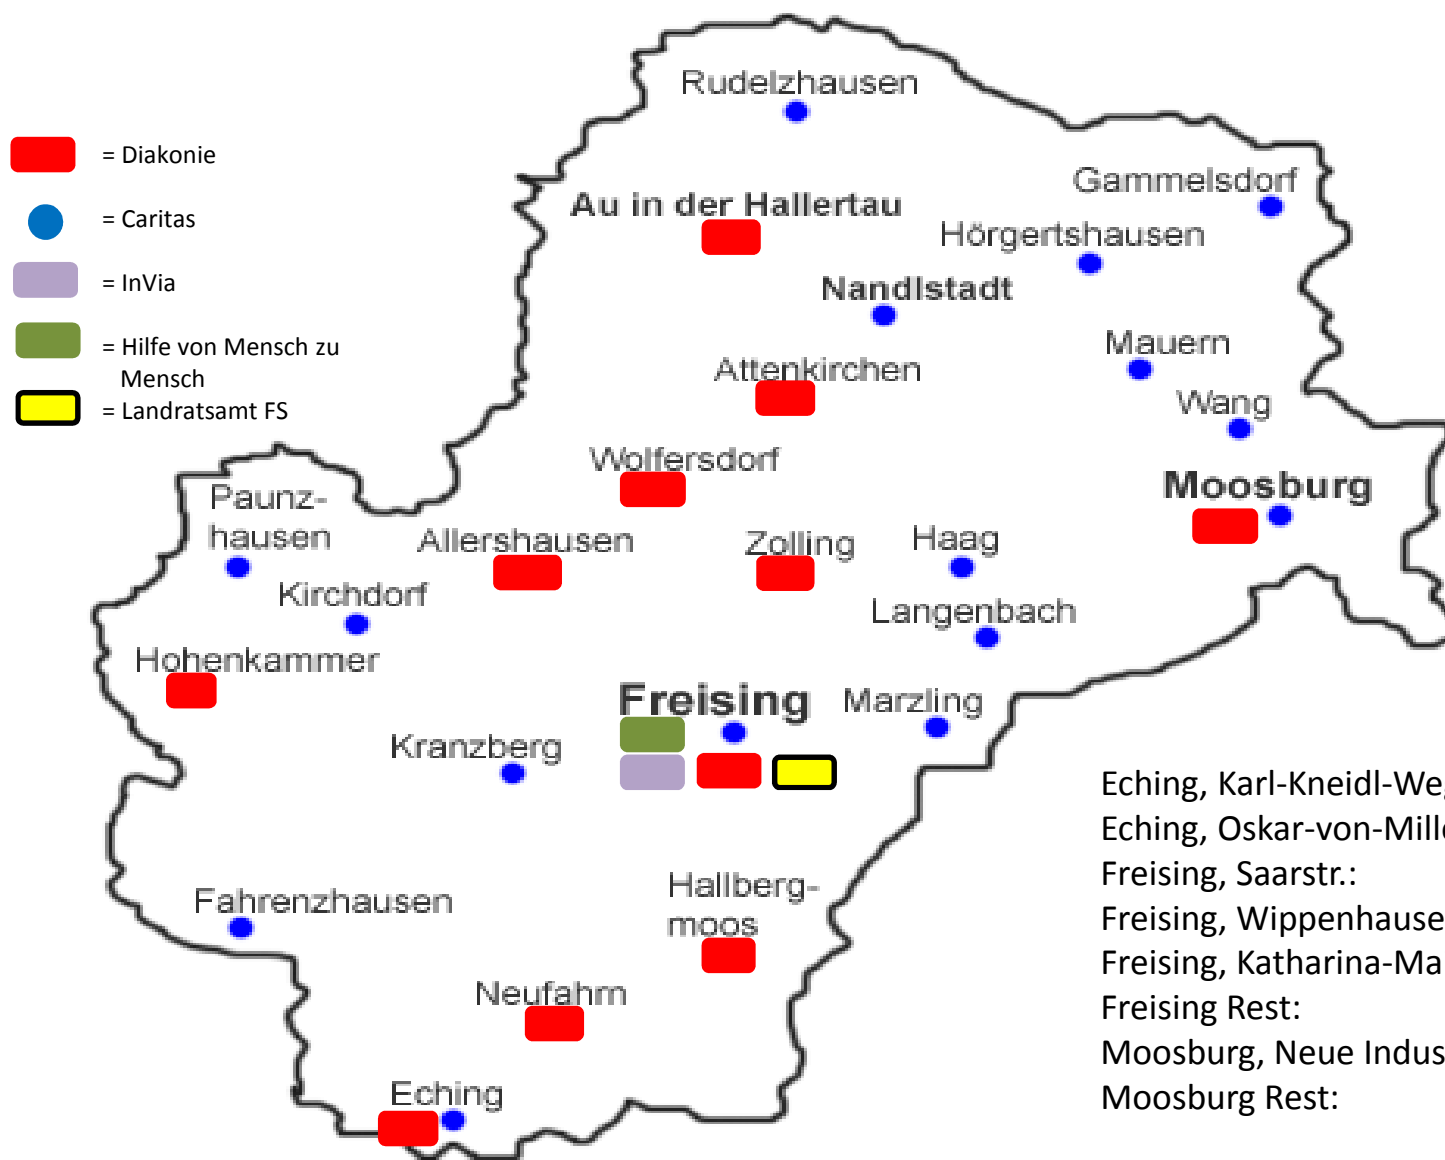 Rudelzhausen
= Diakonie
Gammelsdorf
Au in der Hallertau
= Caritas
Hörgertshausen
= InVia
Nandlstadt
= Hilfe von Mensch zu
Mensch
Mauern
Attenkirchen
Wang
= Landratsamt FS
Wolfersdorf
Moosburg
Paunz-
hausen
Allershausen
Zolling
Haag
Kirchdorf
Langenbach
Hohenkammer
Freising
Marzling
Kranzberg
Fahrenzhausen
Hallberg-
moos
Neufahrn
Eching
Eching, Karl-Kneidl-Weg
Eching, Oskar-von-Mille
Freising, Saarstr.:
Freising, Wippenhause
Freising, Katharina-Ma
Freising Rest:
Moosburg, Neue Indus
Moosburg Rest: